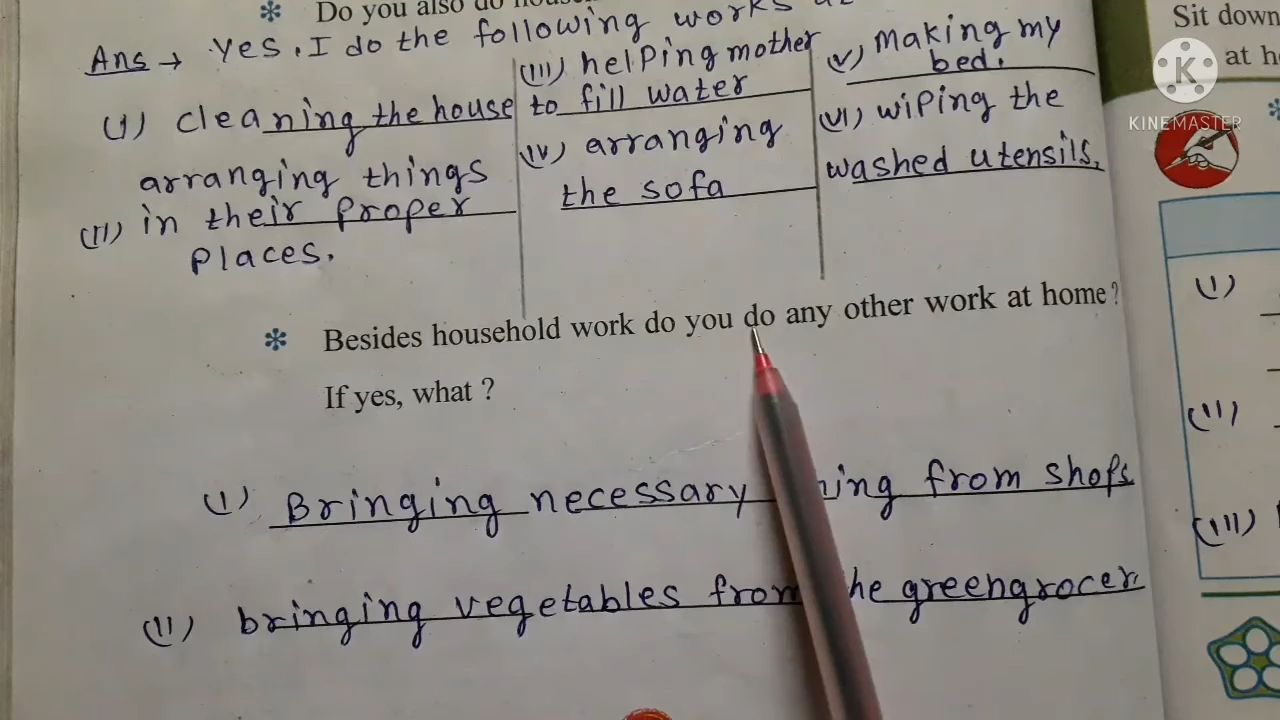 Do you also do
Ans → Yes. I do the following works
(I) cleaning the house
arranging things
(II) in their proper
places.
(III) helping mother
to fill water
(IV) arranging
the sofa
(V) making my
bed.
(VI) wiping the
washed utensils.
✻ Besides household work do you do any other work at home?
If yes, what ?
(I) Bringing necessary from shops
(II) bringing vegetables from the greengrocer.
Sit down
at h
K
KINEMASTER
(I)
(II)
(III)